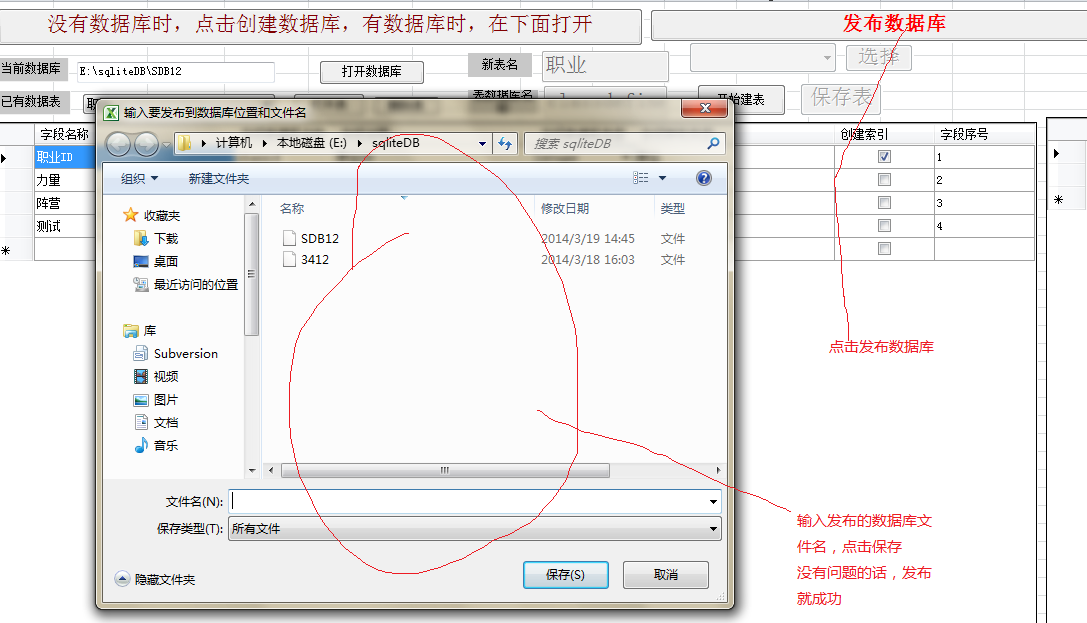 没有数据库时，点击创建数据库，有数据库时，在下面打开
发布数据库
当前数据库
E:\sqliteDB\SDB12
打开数据库
新表名
职业
选择
已有数据表
表数据库名
开始建表
保存表
输入要发布到数据库位置和文件名
计算机
本地磁盘 (E:)
sqliteDB
搜索 sqliteDB
组织
新建文件夹
收藏夹
下载
桌面
最近访问的位置
库
Subversion
视频
图片
文档
音乐
名称
修改日期
类型
SDB12
2014/3/19 14:45
文件
3412
2014/3/18 16:03
文件
文件名(N):
保存类型(T):
所有文件
隐藏文件夹
保存(S)
取消
字段名称
创建索引
字段序号
职业ID
1
力量
2
阵营
3
测试
4
点击发布数据库
输入发布的数据库文
件名，点击保存
没有问题的话，发布
就成功